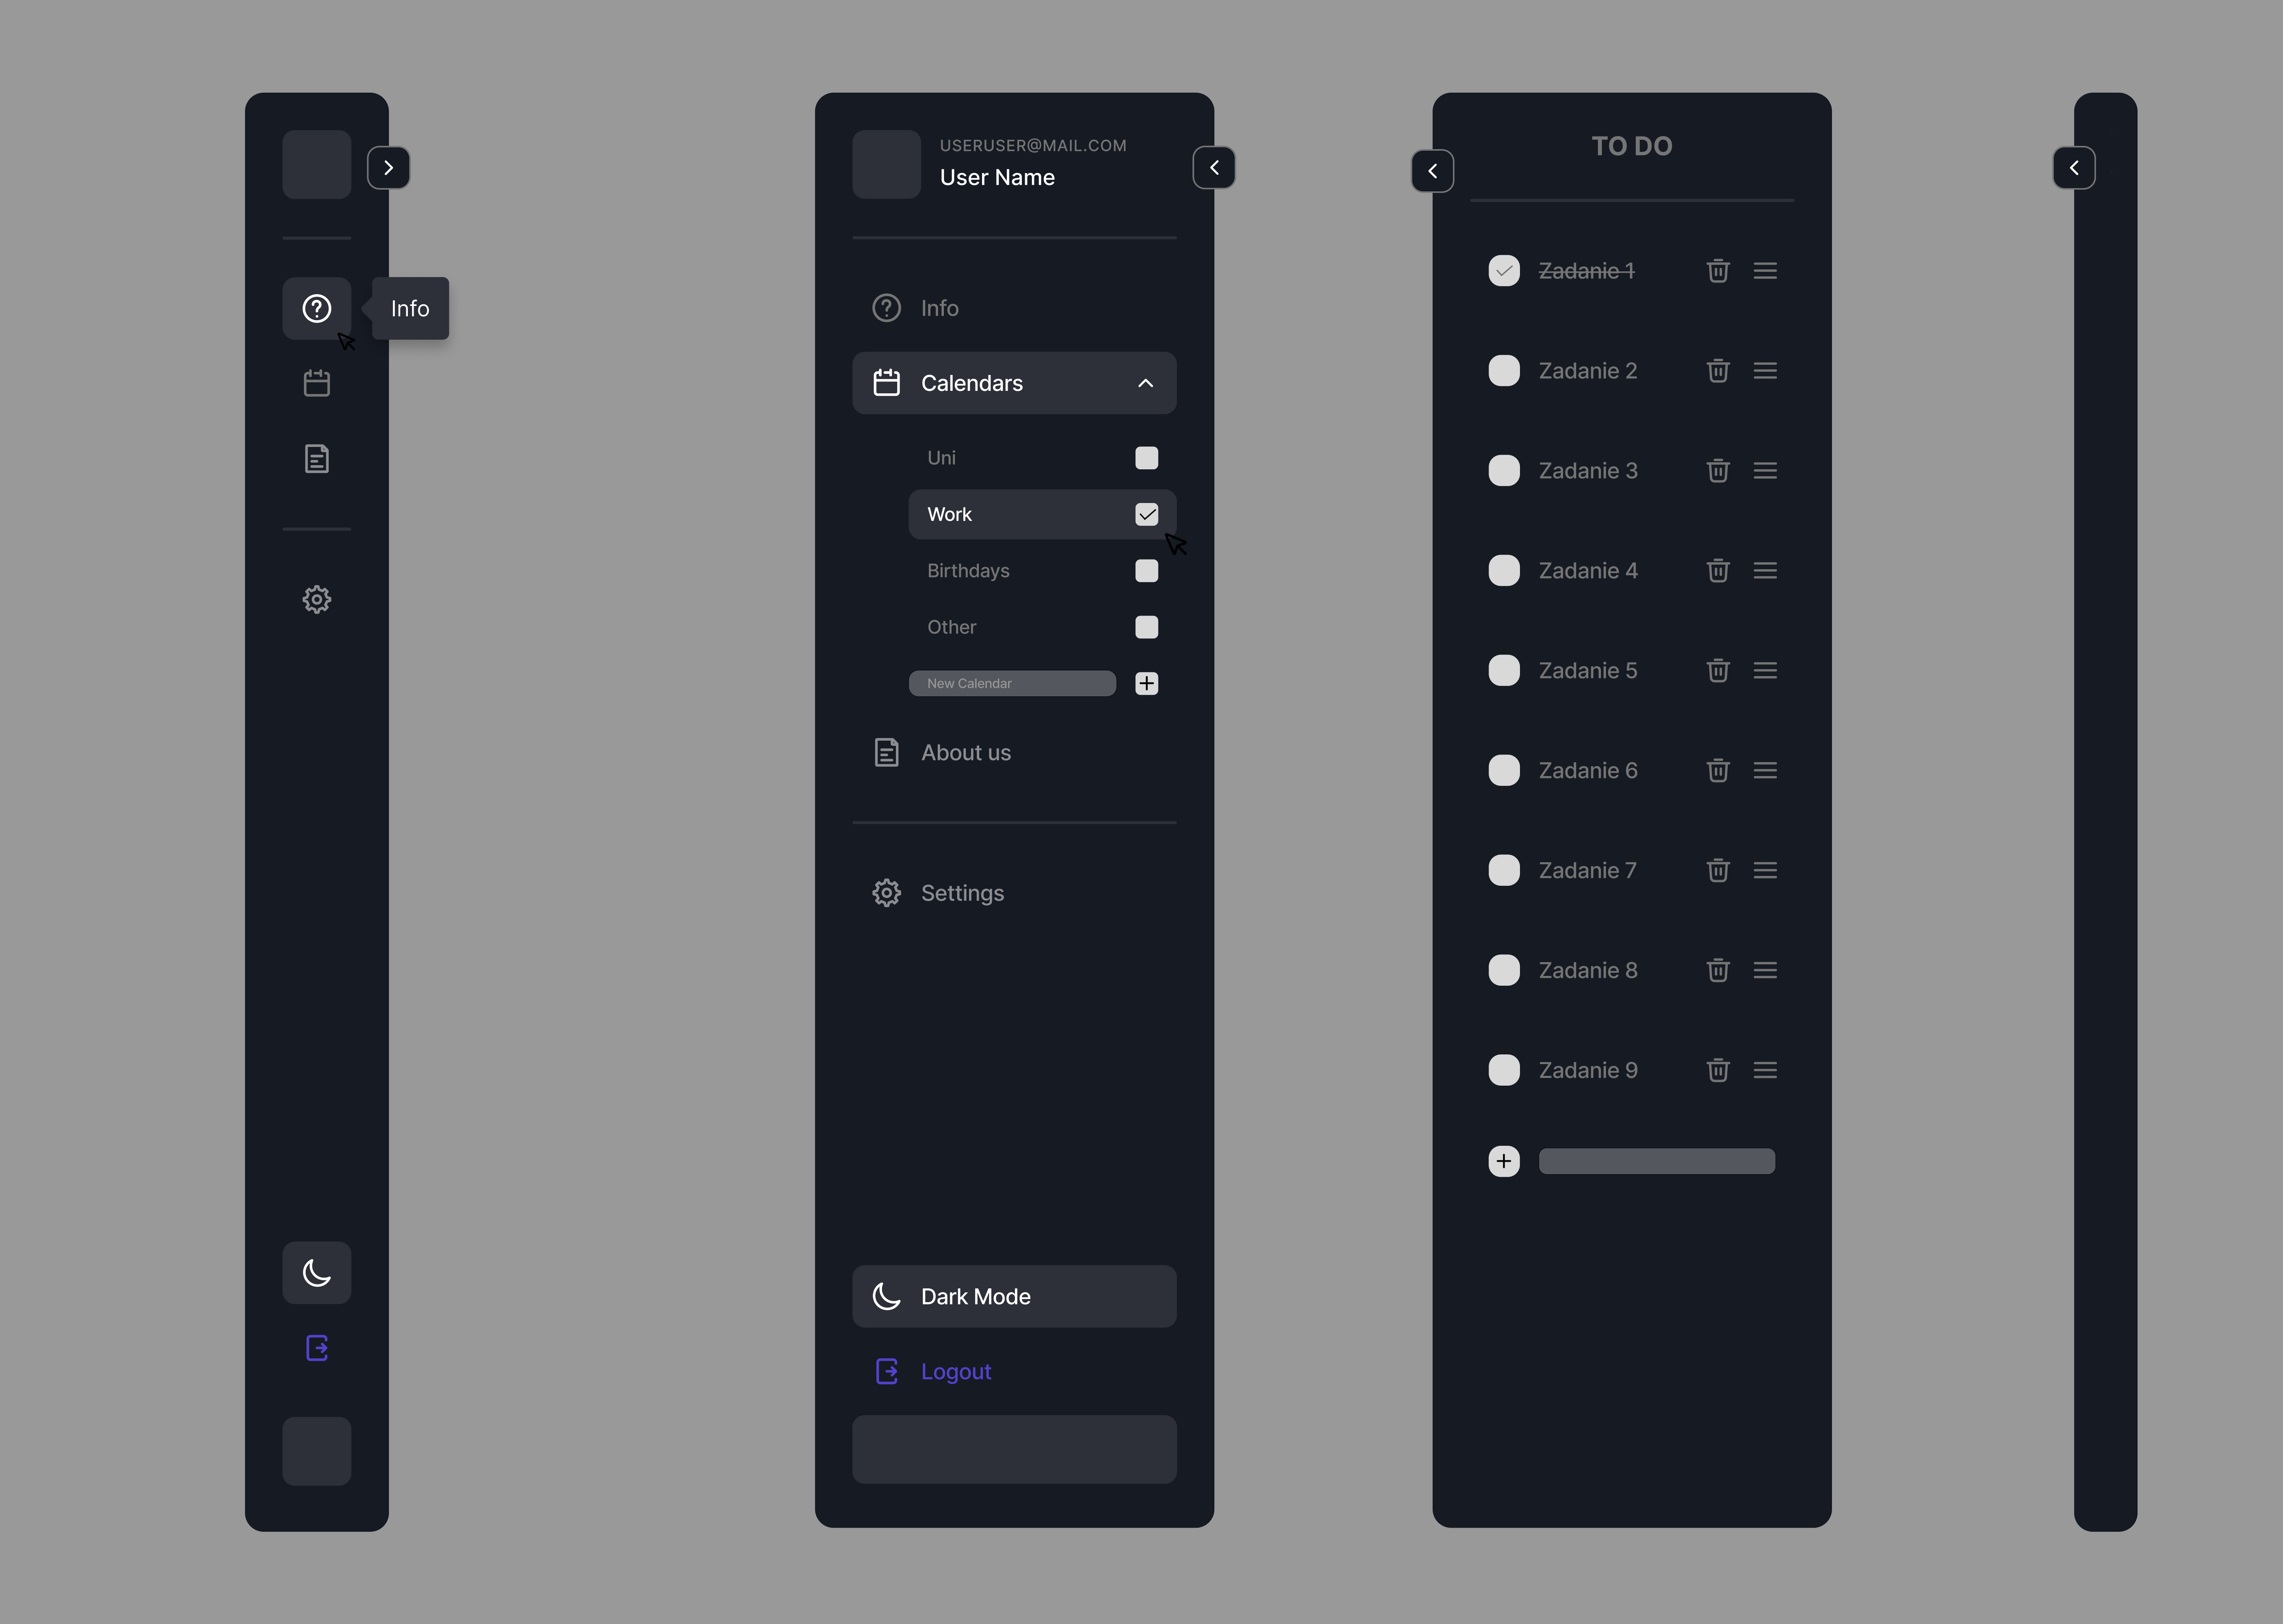 Info
USERUSER@MAIL.COM
User Name
Info
Calendars
Uni
Work
Birthdays
Other
New Calendar
About us
Settings
Dark Mode
Logout
TO DO
Zadanie 1
Zadanie 2
Zadanie 3
Zadanie 4
Zadanie 5
Zadanie 6
Zadanie 7
Zadanie 8
Zadanie 9